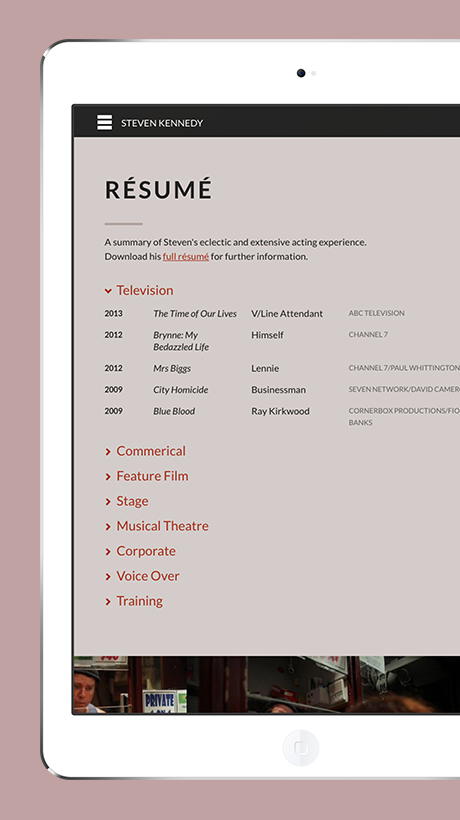 STEVEN KENNEDY
RÉSUMÉ
A summary of Steven's eclectic and extensive acting experience.
Download his full résumé for further information.
Television
2013 The Time of Our Lives V/Line Attendant ABC TELEVISION
2012 Brynne: My Himself CHANNEL 7
Bedazzled Life
2012 Mrs Biggs Lennie CHANNEL 7/PAUL WHITTINGTON
2009 City Homicide Businessman SEVEN NETWORK/DAVID CAMER
2009 Blue Blood Ray Kirkwood CORNERBOX PRODUCTIONS/FIO
BANKS
Commerical
Feature Film
Stage
Musical Theatre
Corporate
Voice Over
Training
PRIVATE